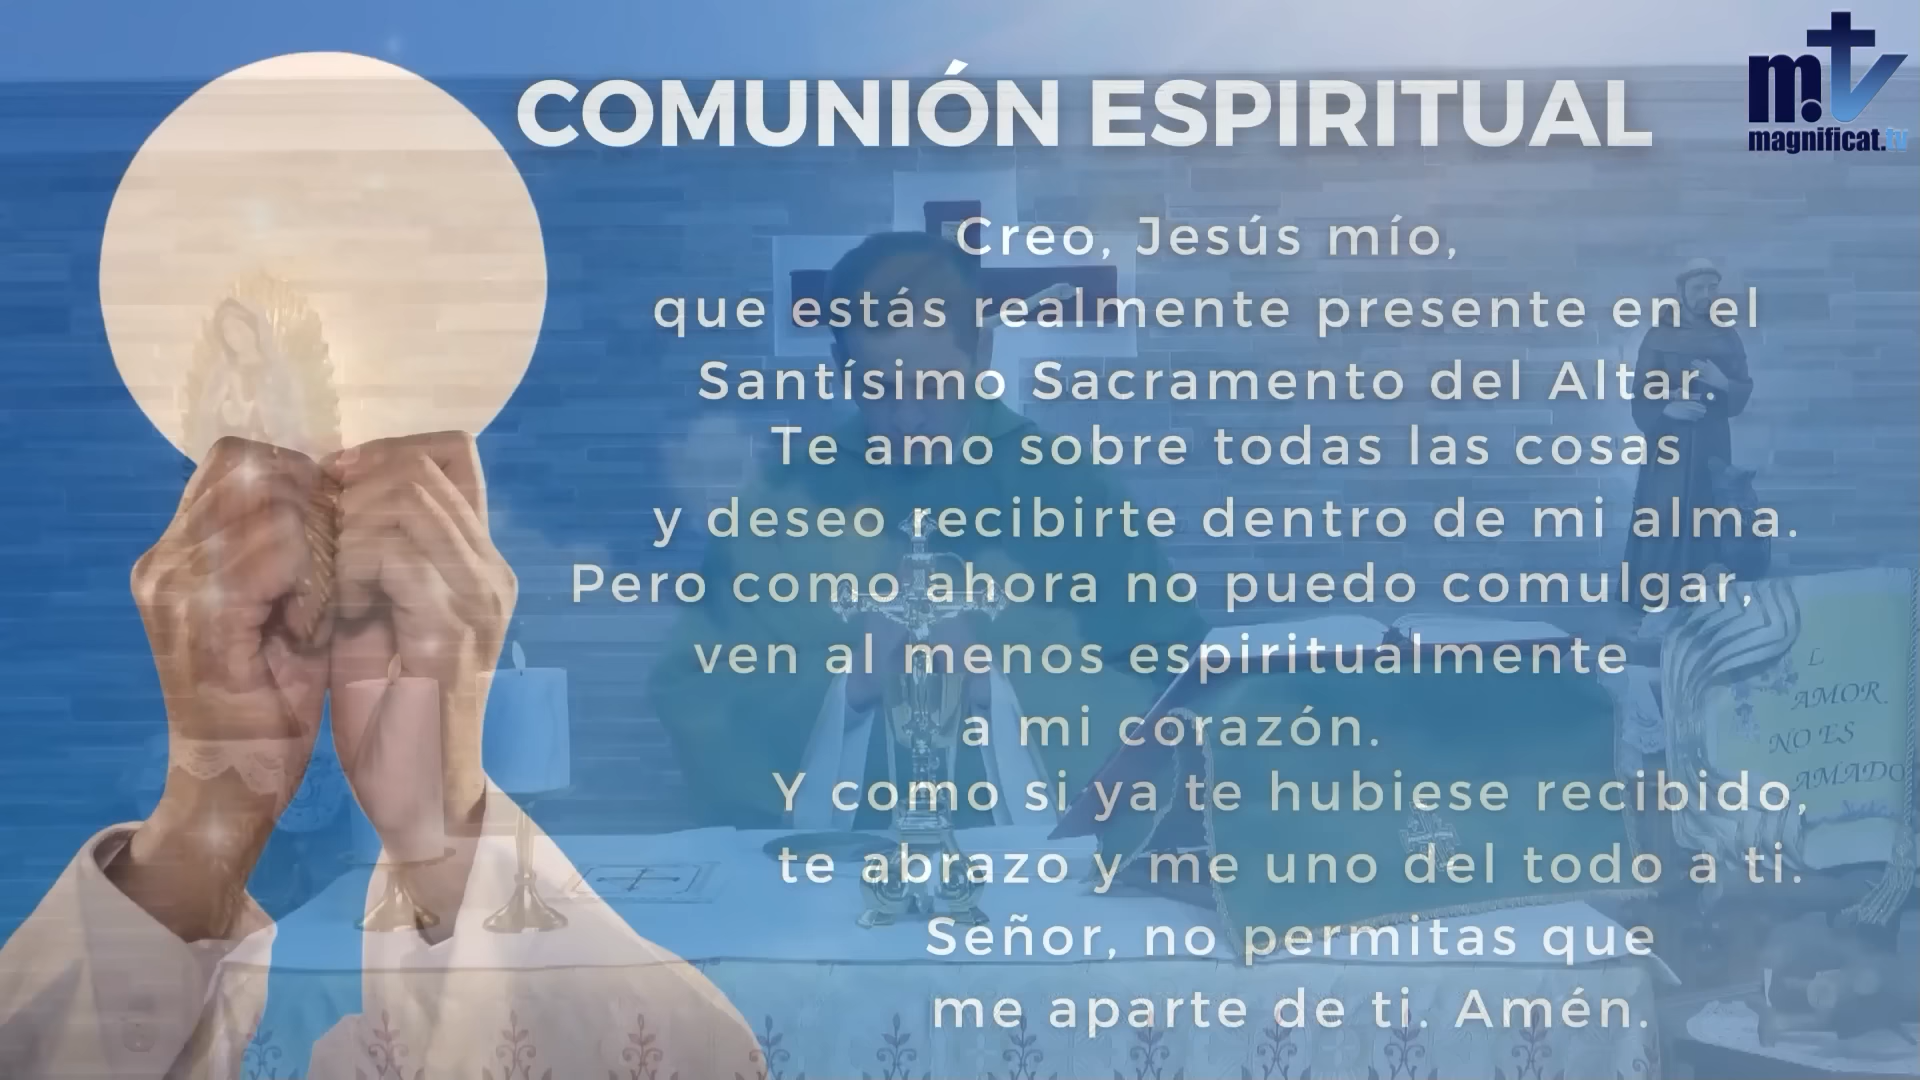 COMUNIÓN ESPIRITUAL
m.tv
magnificat.tv
Creo, Jesús mío,
que estás realmente presente en el
Santísimo Sacramento del Altar.
Te amo sobre todas las cosas
y deseo recibirte dentro de mi alma.
Pero como ahora no puedo comulgar,
ven al menos espiritualmente
a mi corazón.
Y como si ya te hubiese recibido,
te abrazo y me uno del todo a ti.
Señor, no permitas que
me aparte de ti. Amén.
AMOR
NO ES
AMADO